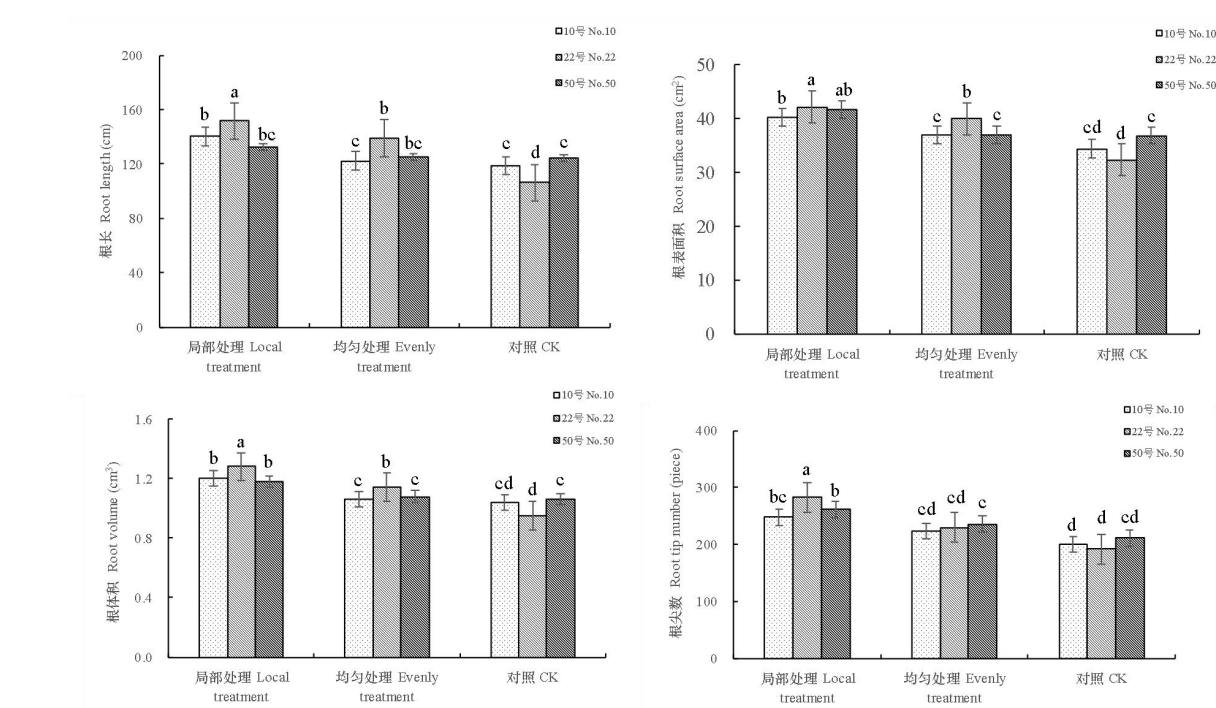 10号 No.10
22号 No.22
50号 No.50
200
160
120
80
40
0
根长 Root length (cm)
b
a
bc
c
b
bc
c
d
c
局部处理 Local
treatment
均匀处理 Evenly
treatment
对照 CK
10号 No.10
22号 No.22
50号 No.50
50
40
30
20
10
0
根表面积 Root surface area (cm²)
b
a
ab
c
b
c
cd
d
c
局部处理 Local
treatment
均匀处理 Evenly
treatment
对照 CK
10号 No.10
22号 No.22
50号 No.50
1.6
1.2
0.8
0.4
0.0
根体积 Root volume (cm²)
b
a
b
c
b
c
cd
d
c
局部处理 Local
treatment
均匀处理 Evenly
treatment
对照 CK
10号 No.10
22号 No.22
50号 No.50
400
300
200
100
0
根尖数 Root tip number (piece)
bc
a
b
cd
cd
c
d
d
cd
局部处理 Local
treatment
均匀处理 Evenly
treatment
对照 CK